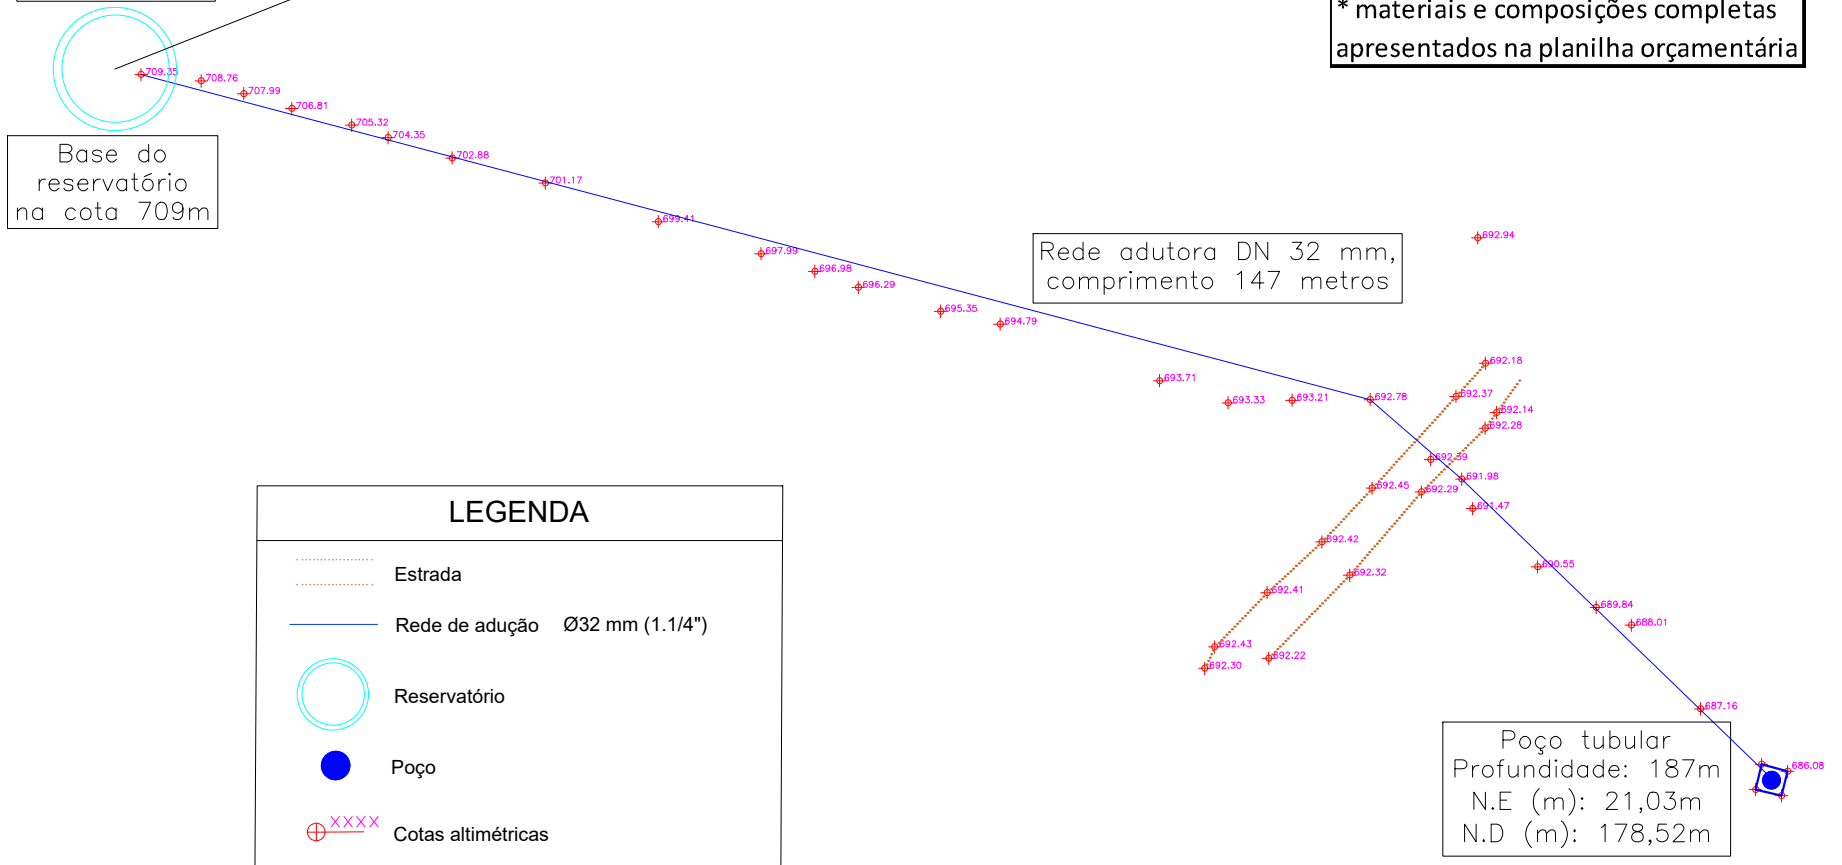 * materiais e composições completas
apresentados na planilha orçamentária
709.35
708.76
707.99
706.81
705.32
704.35
702.88
701.17
699.41
697.99
696.98
696.29
695.35
694.79
693.71
693.33
693.21
692.78
Base do
reservatório
na cota 709m
Rede adutora DN 32 mm,
comprimento 147 metros
692.94
692.18
692.37
692.14
692.28
692.39
691.98
692.45
692.29
691.47
692.42
692.32
690.55
692.41
689.84
688.01
692.43
692.30
692.22
687.16
686.08
Poço tubular
Profundidade: 187m
N.E (m): 21,03m
N.D (m): 178,52m
LEGENDA
Estrada
Rede de adução Ø32 mm (1.1/4")
Reservatório
Poço
XXXX
Cotas altimétricas